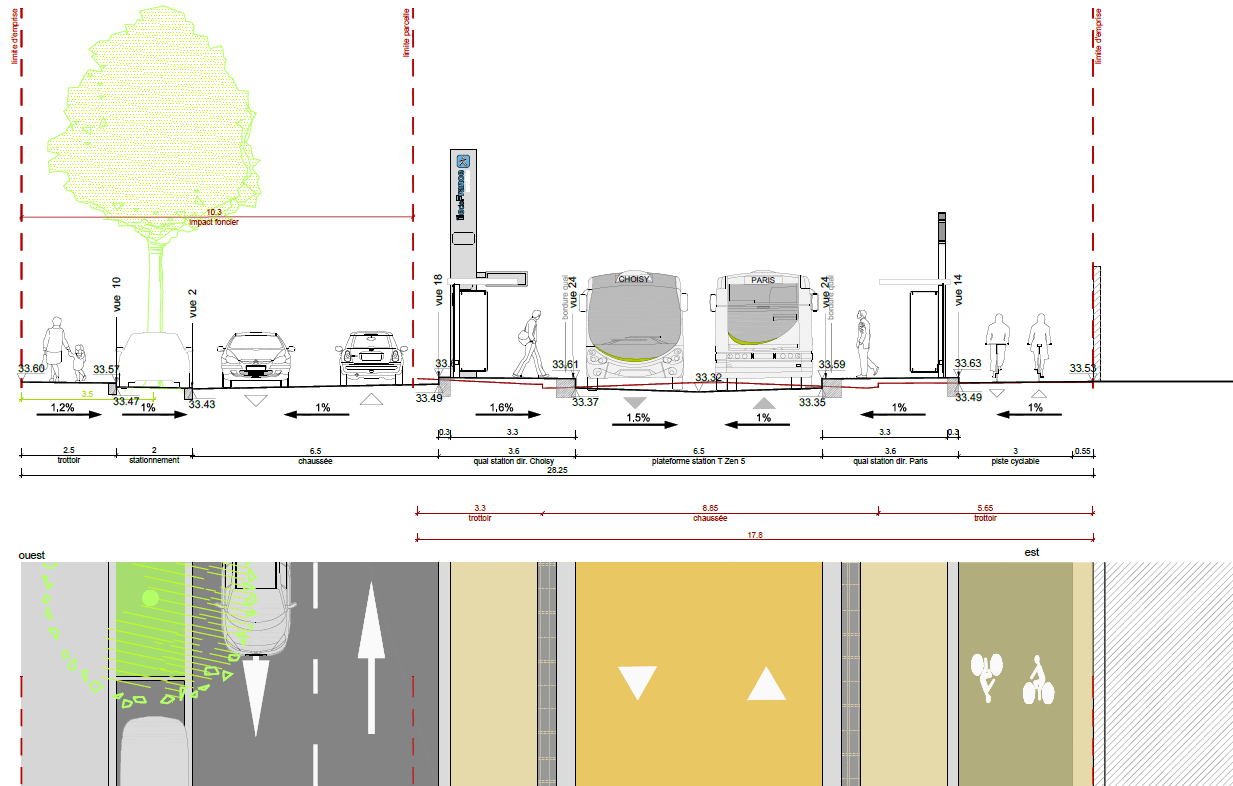 limite d'emprise
limite parcelle
limite d'emprise
10.3
impact foncier
îledeFrance
CHOISY
PARIS
vue 10
vue 2
vue 18
bordure quai
vue 24
vue 24
bordure quai
vue 14
33.60
33.57
33.61
33.32
33.59
33.63
33.53
3.5
33.47
33.43
33.49
33.37
33.35
33.49
1,2%
1%
1%
1,6%
1,5%
1%
1%
1%
0.3
3.3
3.3
0.3
2.5
2
6.5
3.6
6.5
3.6
3
0.55
trottoir
stationnement
chaussée
quai station dir. Choisy
plateforme station T Zen 5
quai station dir. Paris
piste cyclable
28.25
3.3
8.85
5.65
trottoir
chaussée
trottoir
17.8
ouest
est